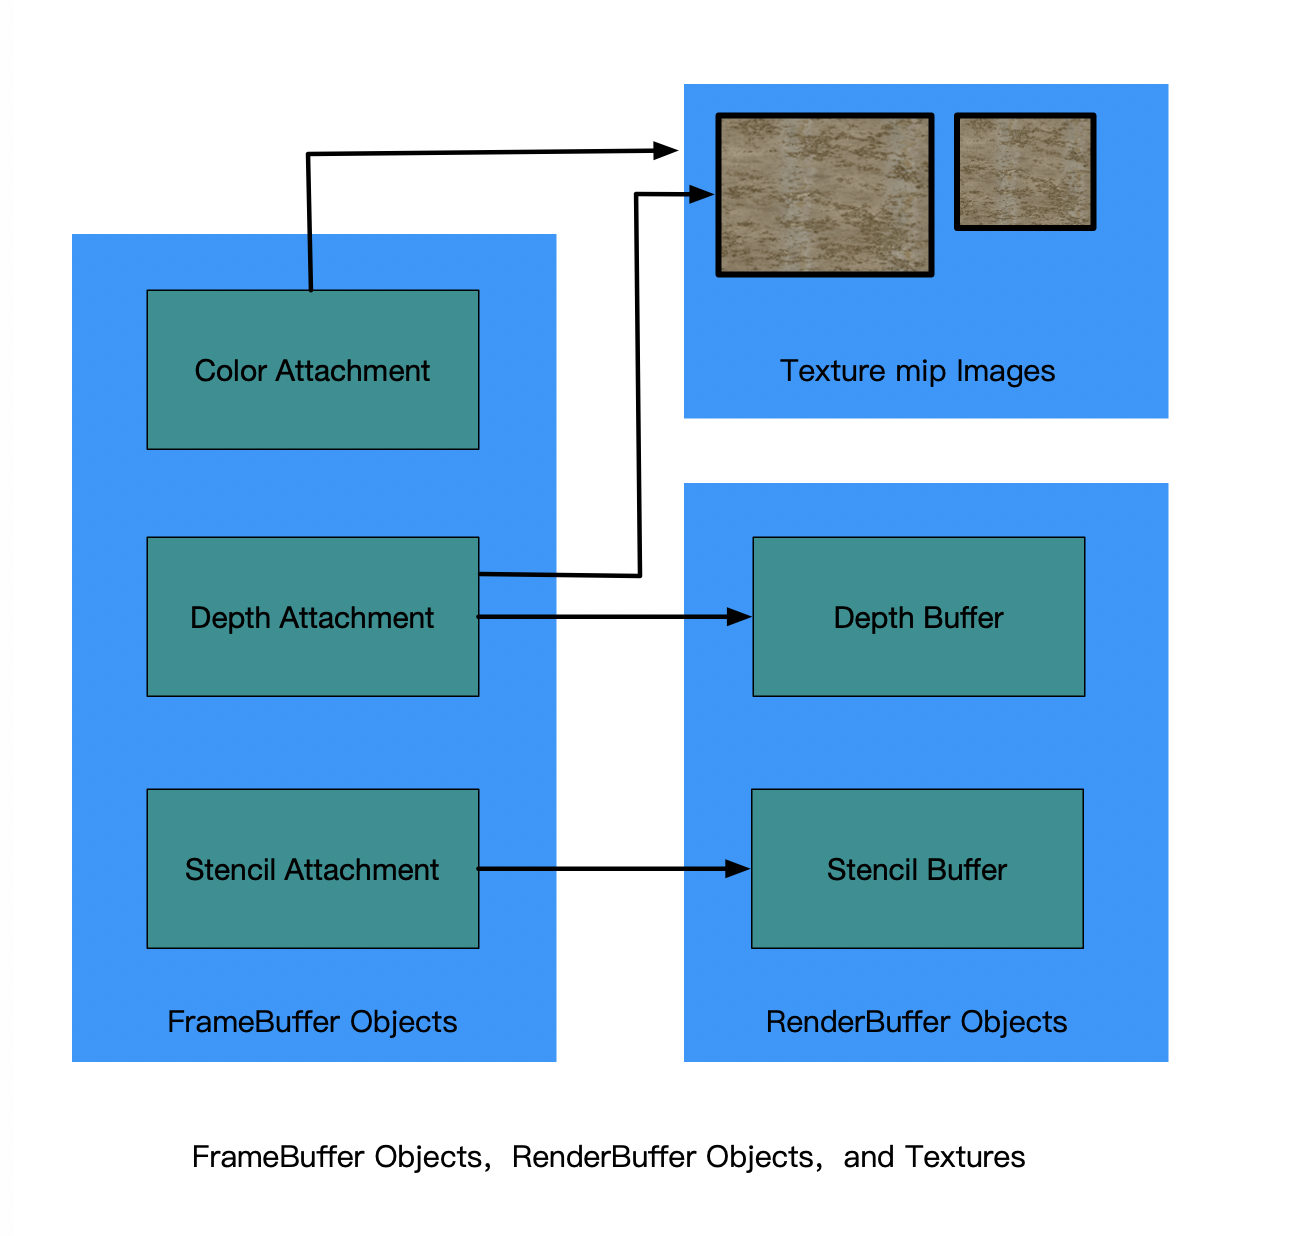 Texture mip Images
Color Attachment
Depth Attachment
Depth Buffer
Stencil Attachment
Stencil Buffer
FrameBuffer Objects
RenderBuffer Objects
FrameBuffer Objects，RenderBuffer Objects，and Textures